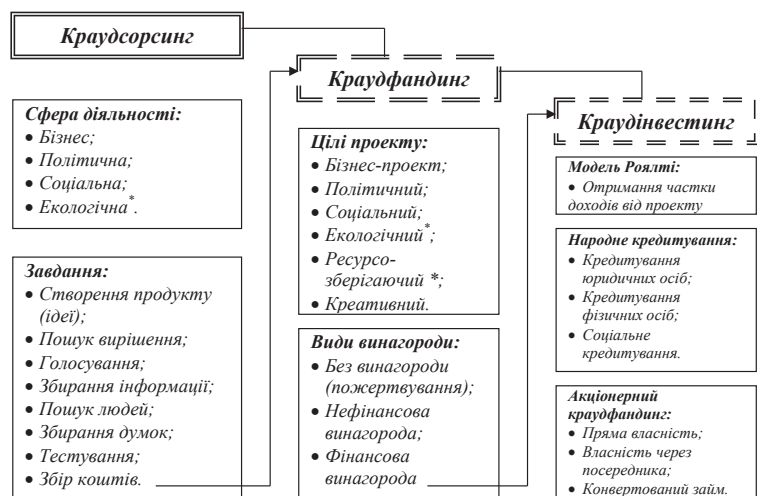 Краудсорсинг
Сфера діяльності:
• Бізнес;
• Політична;
• Соціальна;
• Екологічна*.
Завдання:
• Створення продукту
(ідеї);
• Пошук вирішення;
• Голосування;
• Збирання інформації;
• Пошук людей;
• Збирання думок;
• Тестування;
• Збір коштів.
Краудфандинг
Цілі проекту:
• Бізнес-проект;
• Політичний;
• Соціальний;
• Екологічний*;
• Ресурсо-
зберігаючий *;
• Креативний.
Види винагороди:
• Без винагороди
(пожертвування);
• Нефінансова
винагорода;
• Фінансова
винагорода
Краудінвестинг
Модель Роялті:
• Отримання частки
доходів від проекту
Народне кредитування:
• Кредитування
юридичних осіб;
• Кредитування
фізичних осіб;
• Соціальне
кредитування.
Акціонерний
краудфандинг:
• Пряма власність;
• Власність через
посередника;
• Конвертований займ.